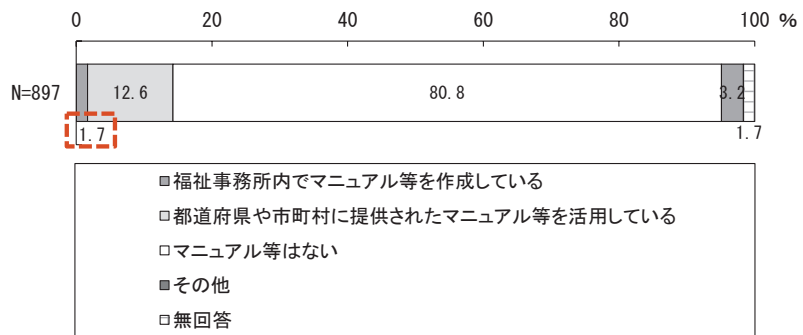 0 20 40 60 80 100 %
N=897 12.6 80.8 3.2
1.7 1.7
福祉事務所内でマニュアル等を作成している
都道府県や市町村に提供されたマニュアル等を活用している
マニュアル等はない
その他
無回答